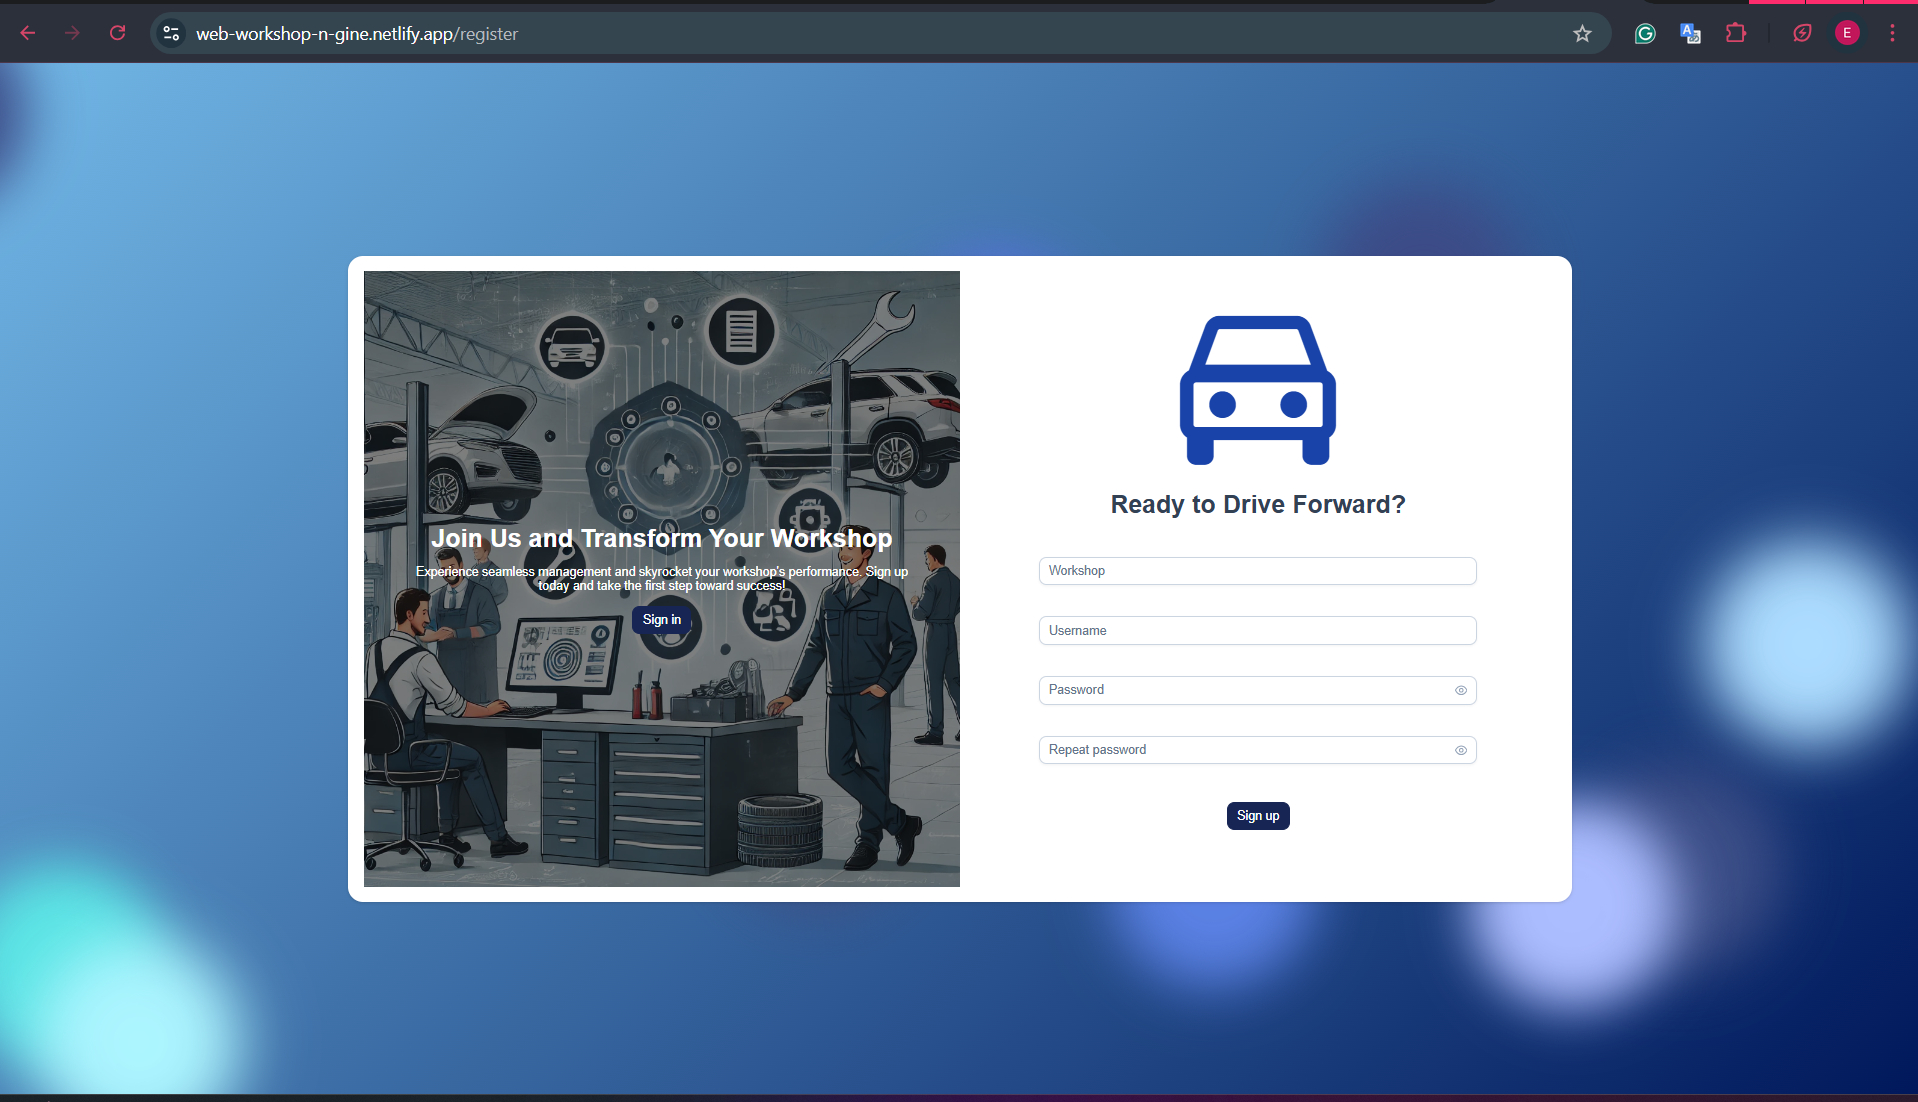 web-workshop-n-gine.netlify.app/register
E
Join Us and Transform Your Workshop
Experience seamless management and skyrocket your workshop's performance. Sign up
today and take the first step toward success!
Sign in
Ready to Drive Forward?
Workshop
Username
Password
Repeat password
Sign up